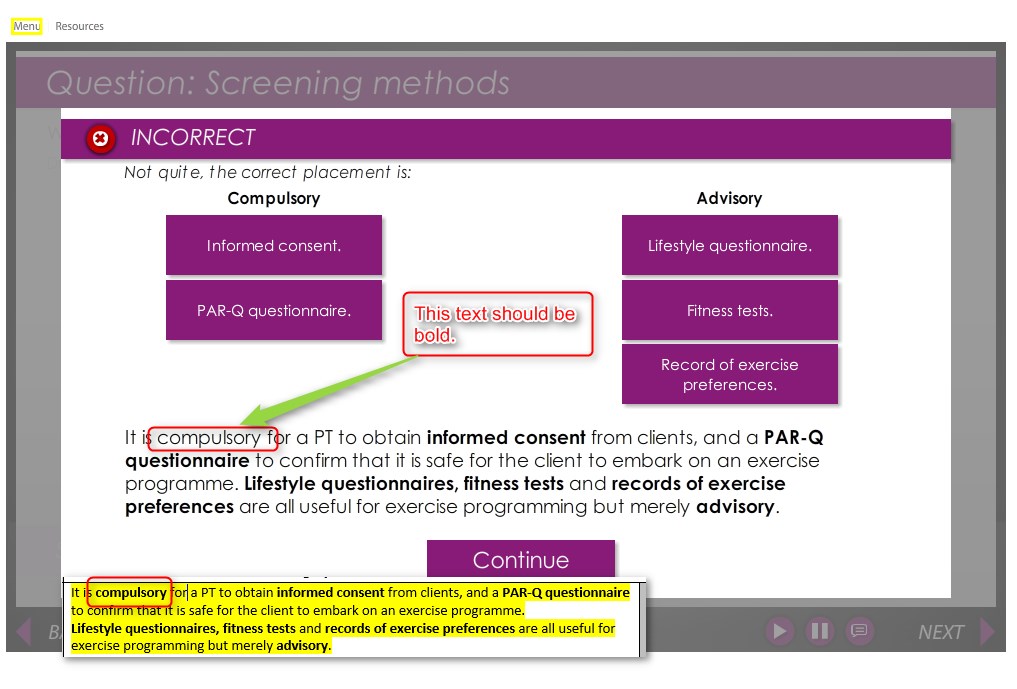 Menu Resources
Question: Screening methods
INCORRECT
Not quite, the correct placement is:
Compulsory Advisory
Informed consent. Lifestyle questionnaire.
PAR-Q questionnaire. Fitness tests.
This text should be
bold.
Record of exercise
preferences.
It is compulsory for a PT to obtain informed consent from clients, and a PAR-Q
questionnaire to confirm that it is safe for the client to embark on an exercise
programme. Lifestyle questionnaires, fitness tests and records of exercise
preferences are all useful for exercise programming but merely advisory.
Continue
It is compulsory for a PT to obtain informed consent from clients, and a PAR-Q questionnaire
to confirm that it is safe for the client to embark on an exercise programme.
Lifestyle questionnaires, fitness tests and records of exercise preferences are all useful for
exercise programming but merely advisory.
NEXT